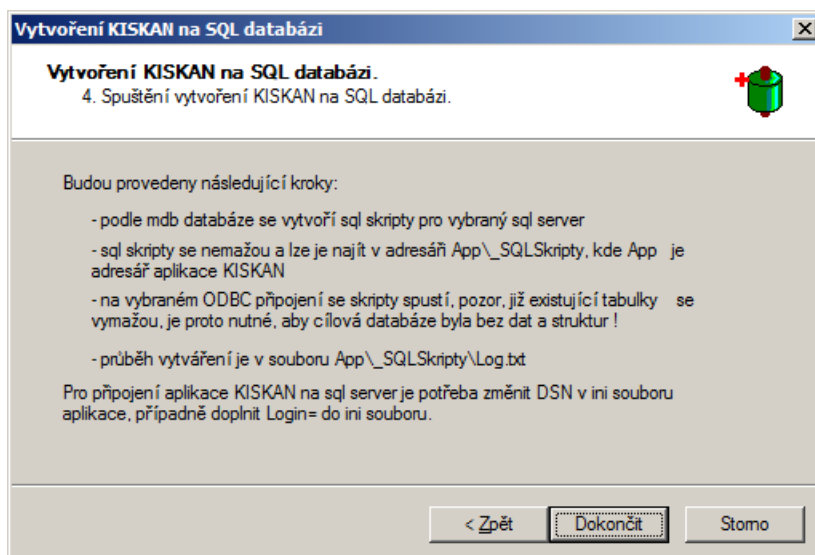 Vytvoření KISKAN na SQL databázi
Vytvoření KISKAN na SQL databázi.
4. Spuštění vytvoření KISKAN na SQL databázi.
Budou provedeny následující kroky:
- podle mdb databáze se vytvoří sql skripty pro vybraný sql server
- sql skripty se nemažou a lze je najít v adresáři App\_SQLSkripty, kde App je
adresář aplikace KISKAN
- na vybraném ODBC připojení se skripty spustí, pozor, již existující tabulky se
vymažou, je proto nutné, aby cílová databáze byla bez dat a struktur !
- průběh vytváření je v souboru App\_SQLSkripty\Log.txt
Pro připojení aplikace KISKAN na sql server je potřeba změnit DSN v ini souboru
aplikace, případně doplnit Login= do ini souboru.
< Zpět Dokončit Storno